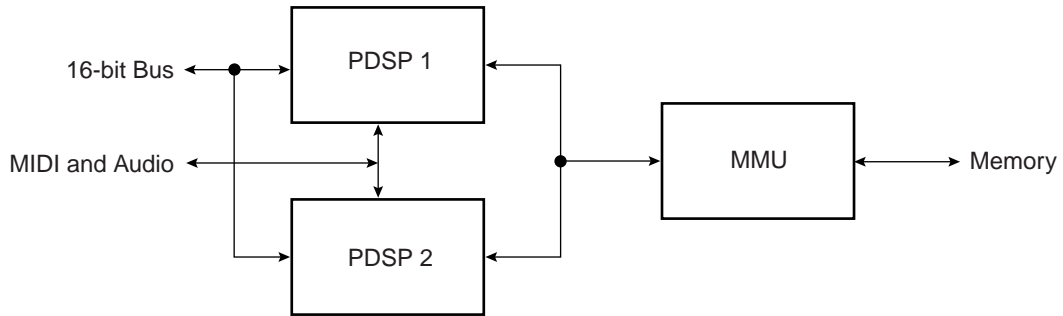 PDSP 1
16-bit Bus
MIDI and Audio
MMU
Memory
PDSP 2